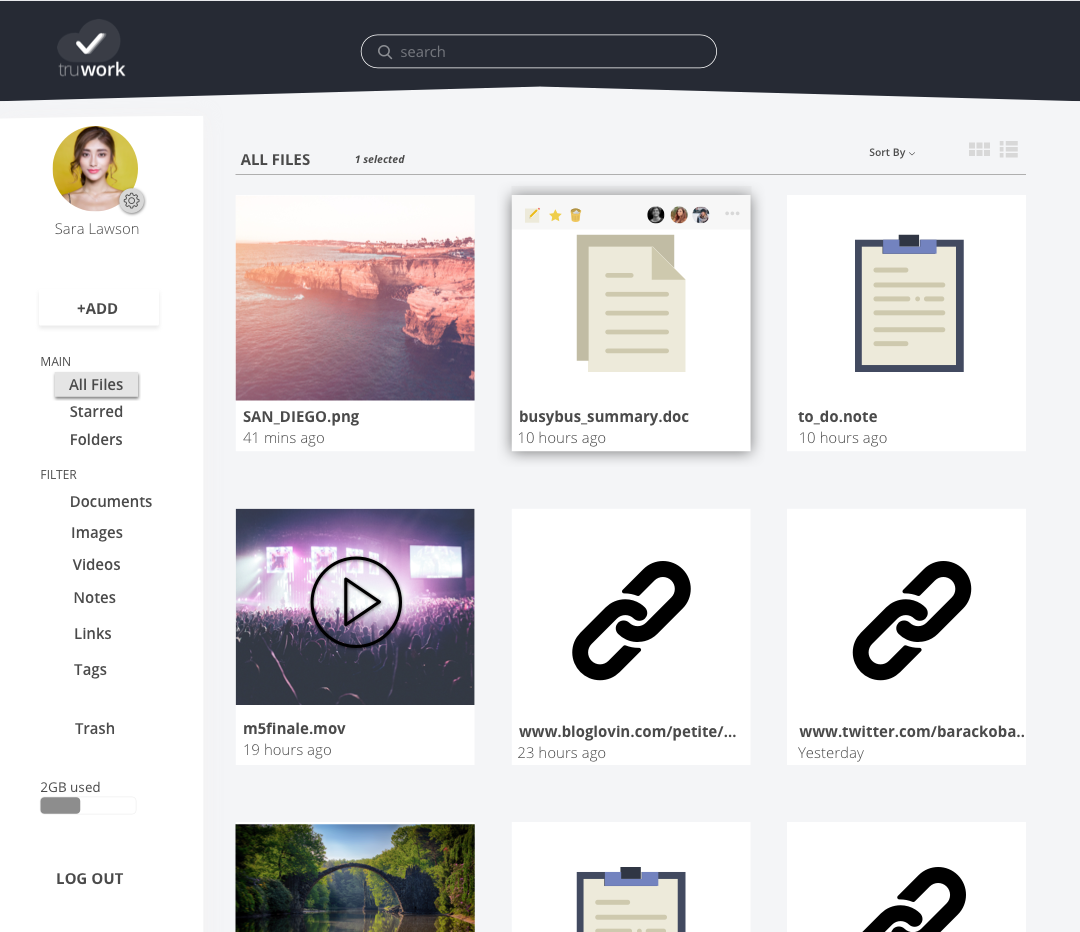 truwork
search
Sara Lawson
+ADD
MAIN
All Files
Starred
Folders
FILTER
Documents
Images
Videos
Notes
Links
Tags
Trash
2GB used
LOG OUT
ALL FILES
1 selected
Sort By
SAN_DIEGO.png
41 mins ago
busybus_summary.doc
10 hours ago
to_do.note
10 hours ago
m5finale.mov
19 hours ago
www.bloglovin.com/petite/...
23 hours ago
www.twitter.com/barackoba..
Yesterday